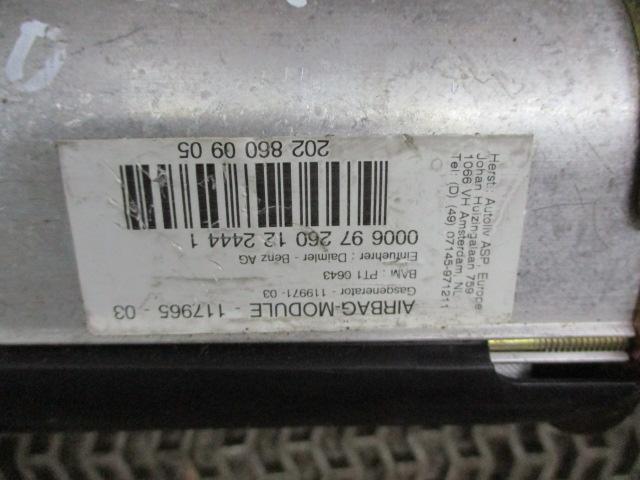 AIRBAG-MODULE - 117965 - 03
Gasgenerator - 119971- 03
BAM : PT1 0643
Einfuehrer : Daimler - Benz AG
0006 97 260 12 2444 1
202 860 09 05
Herst: Autoliv ASP, Europe
Johan Huizingalaan 759
1066 VH Amsterdam, NL
Tel: (D) (49) 07145-971211